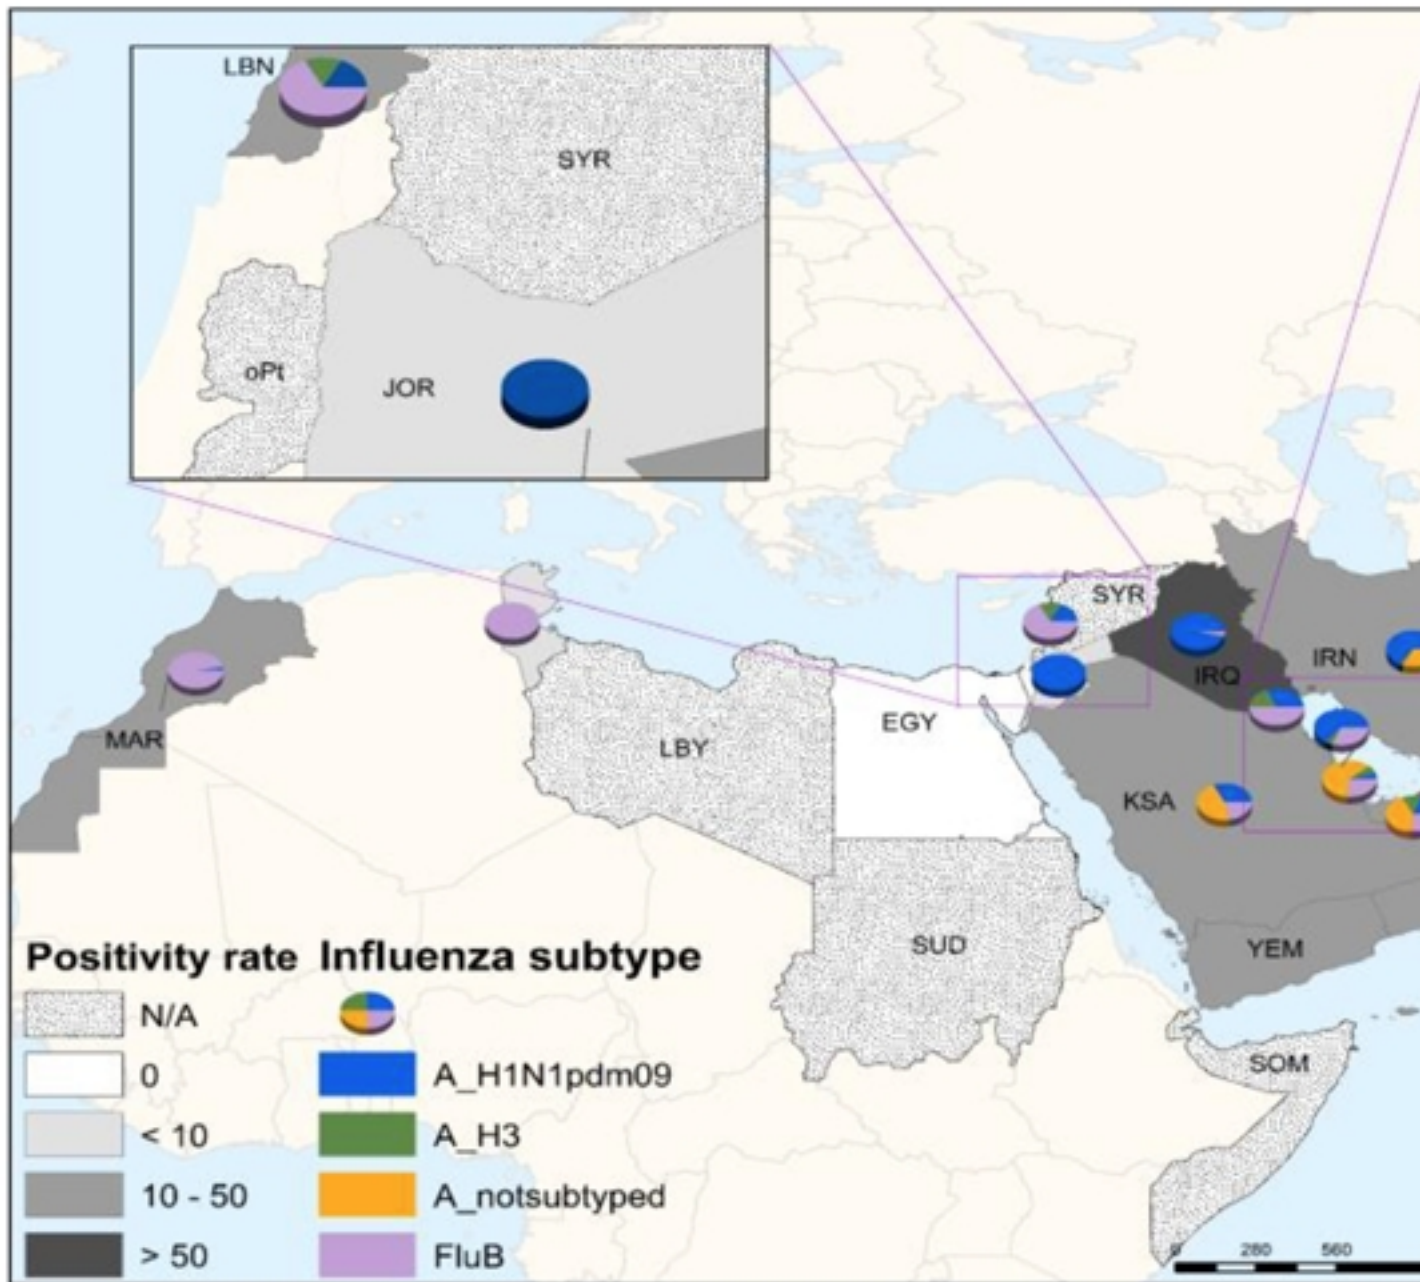 LBN
SYR
oPt
JOR
SYR
IRQ
IRN
MAR
LBY
EGY
KSA
SUD
YEM
SOM
Positivity rate
N/A
0
< 10
10 - 50
> 50
Influenza subtype
A_H1N1pdm09
A_H3
A_notsubtyped
FluB
0 280 560